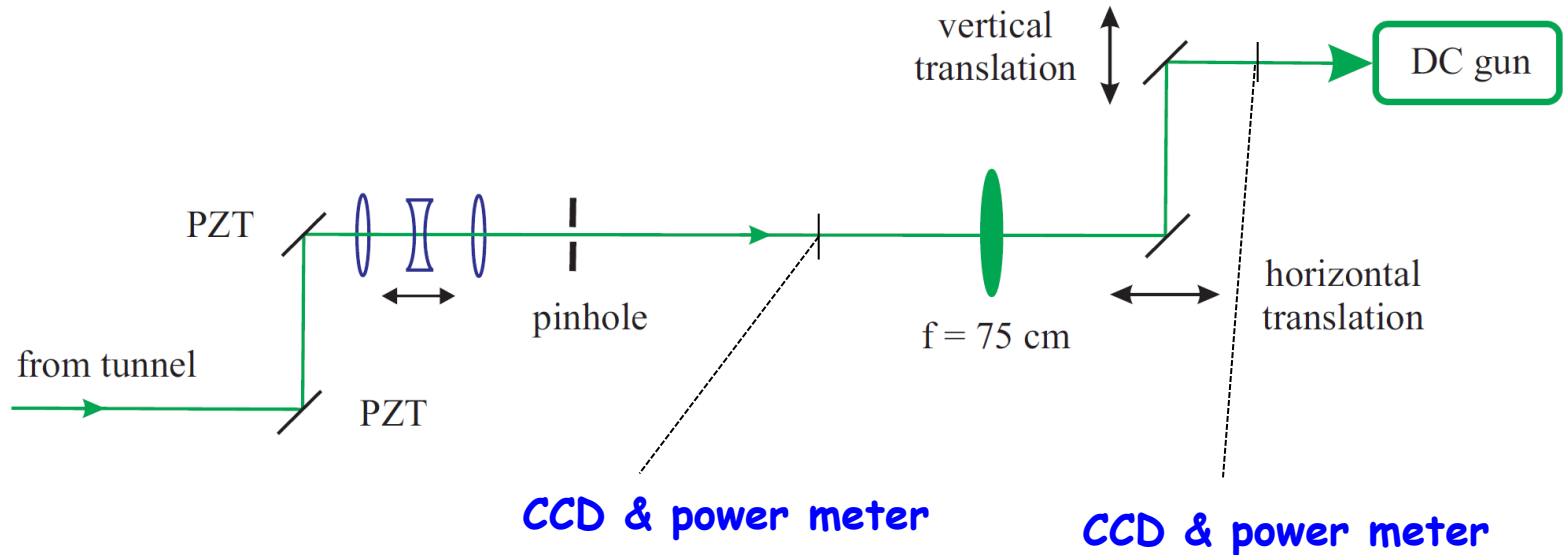 vertical
translation
DC gun
PZT
pinhole
f = 75 cm
horizontal
translation
from tunnel
PZT
CCD & power meter
CCD & power meter